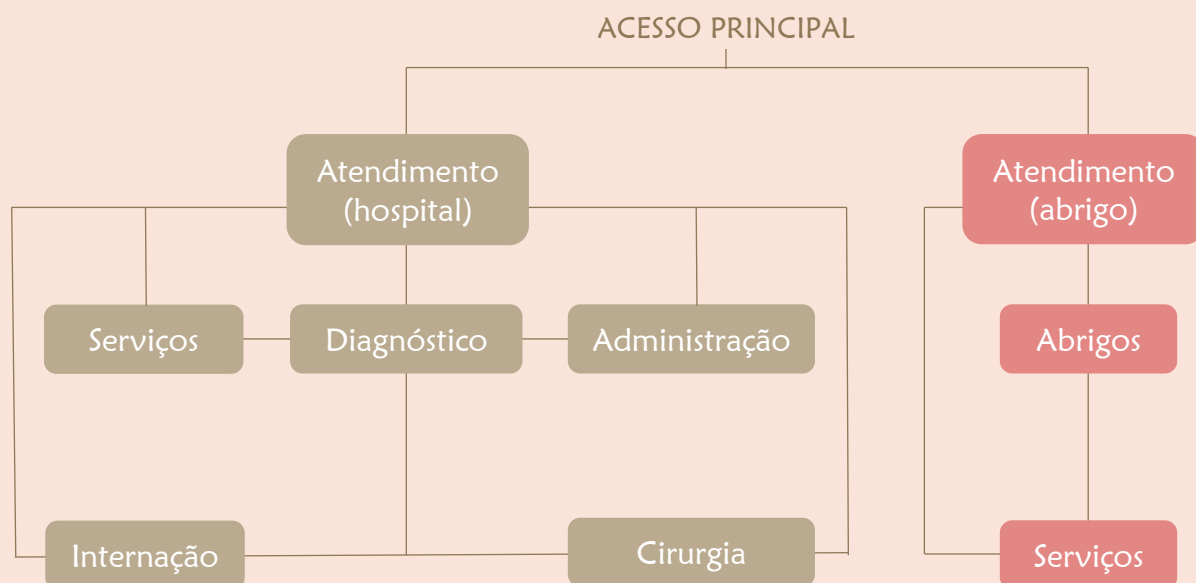 ACESSO PRINCIPAL
Atendimento
(hospital)
Atendimento
(abrigo)
Serviços
Diagnóstico
Administração
Abrigos
Internação
Cirurgia
Serviços